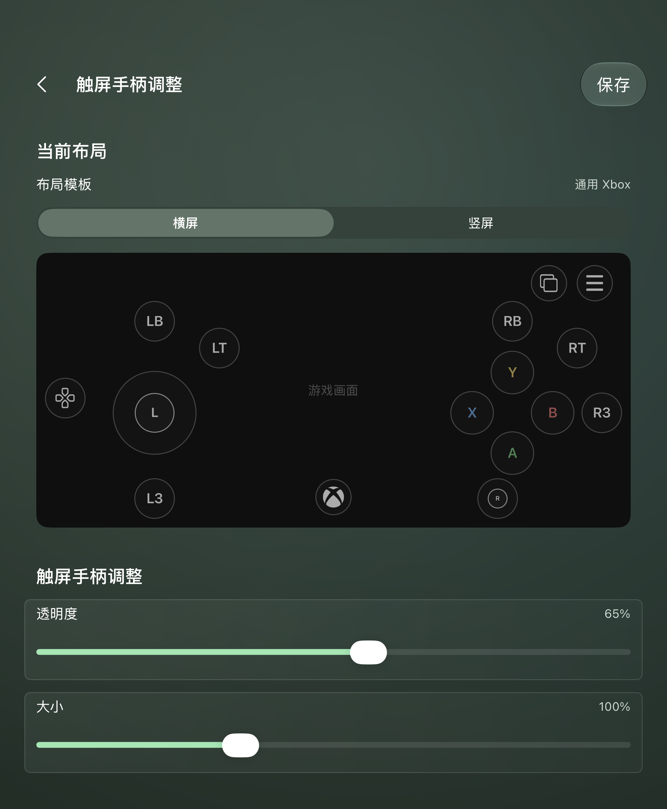 触屏手柄调整
保存
当前布局
布局模板
通用 Xbox
横屏
竖屏
LB
RB
LT
RT
Y
游戏画面
L
X
B
R3
A
L3
R
触屏手柄调整
透明度
65%
大小
100%